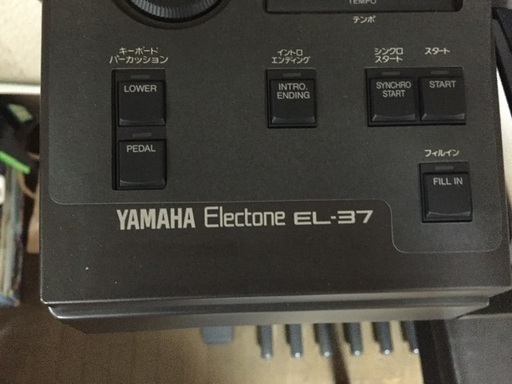 TEMPO
テンポ
キーボード
パーカッション
イントロ
エンディング
シンクロ
スタート
スタート
LOWER
INTRO.
ENDING
SYNCHRO
START
START
PEDAL
フィルイン
FILL IN
YAMAHA Electone EL-37